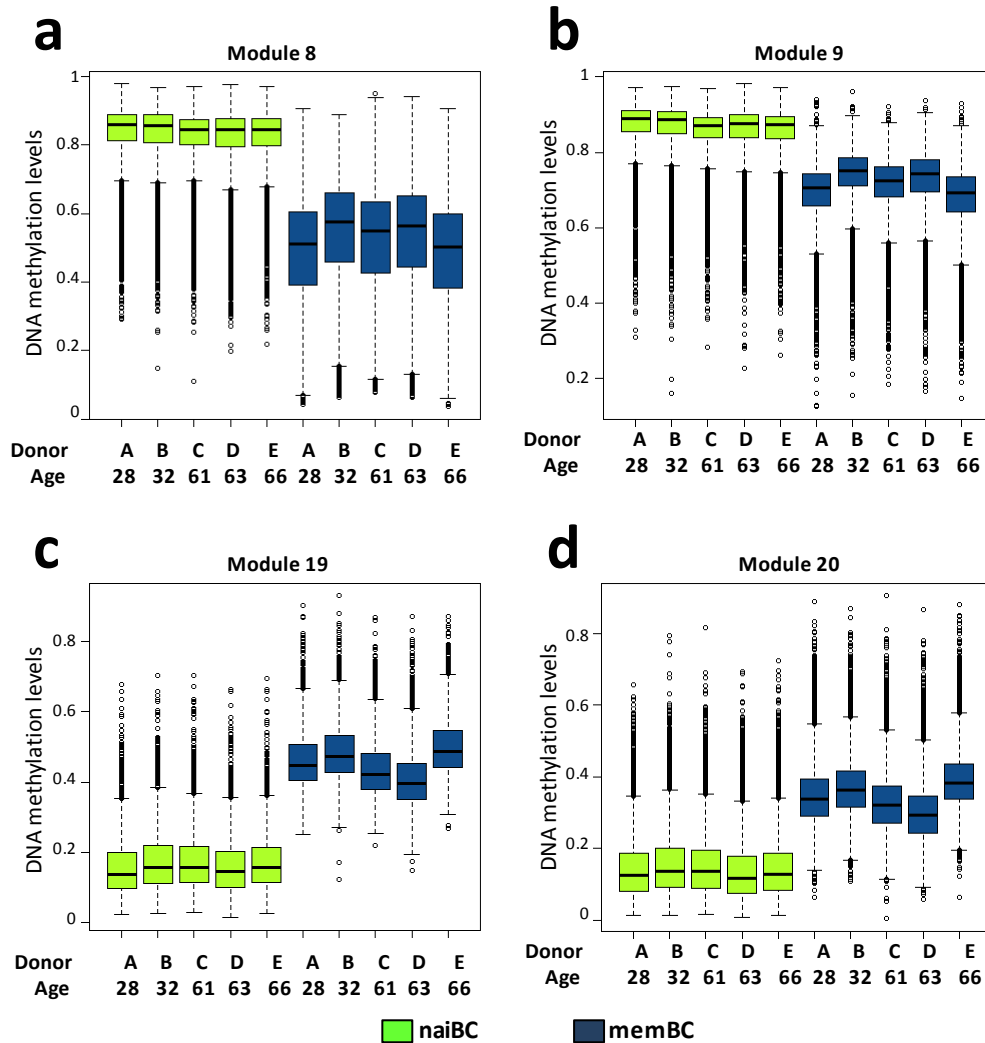 a
Module 8
DNA methylation levels
1
0.8
0.6
0.4
0.2
0
Donor A B C D E A B C D E
Age 28 32 61 63 66 28 32 61 63 66
b
Module 9
DNA methylation levels
1
0.8
0.6
0.4
0.2
Donor A B C D E A B C D E
Age 28 32 61 63 66 28 32 61 63 66
c
Module 19
DNA methylation levels
0.8
0.6
0.4
0.2
0
Donor A B C D E A B C D E
Age 28 32 61 63 66 28 32 61 63 66
d
Module 20
DNA methylation levels
0.8
0.6
0.4
0.2
0
Donor A B C D E A B C D E
Age 28 32 61 63 66 28 32 61 63 66
naiBC
memBC